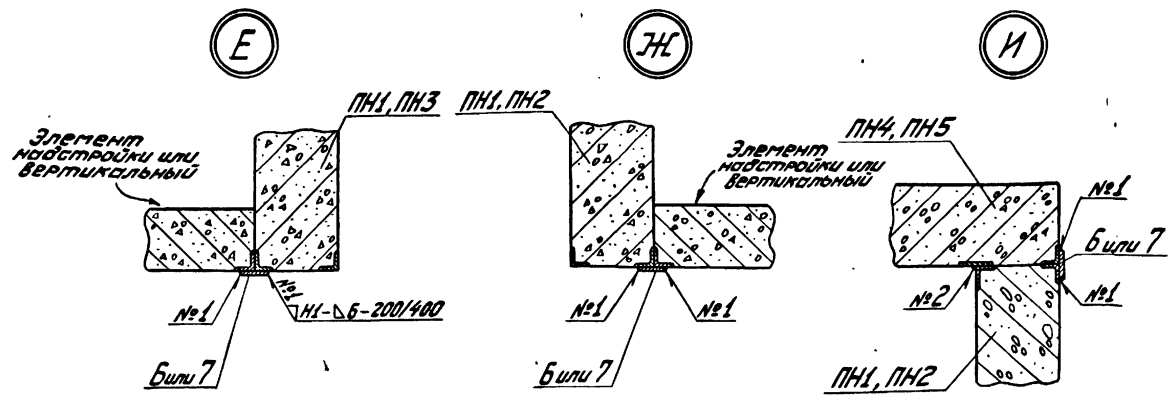 Е
Ж
И
ПН1, ПН3
Элемент
надстройки или
вертикальный
№1
№1
Н1-△6-200/400
6 или 7
ПН1, ПН2
Элемент
надстройки или
вертикальный
№1
№1
6 или 7
ПН4, ПН5
№1
6 или 7
№2
№1
ПН1, ПН2